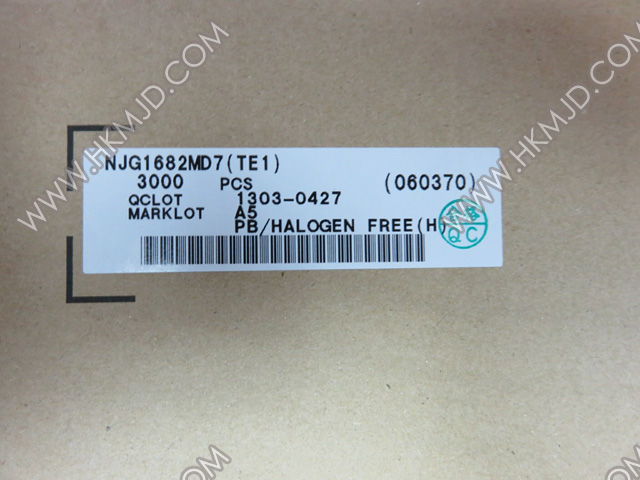 NJG1682MD7(TE1)
3000 PCS (060370)
QCLOT 1303-0427
MARKLOT A5
PB/HALOGEN FREE(H)
QC
WWW.HKMJD.COM
WWW.HKMJD.COM
WWW.HKMJD.COM